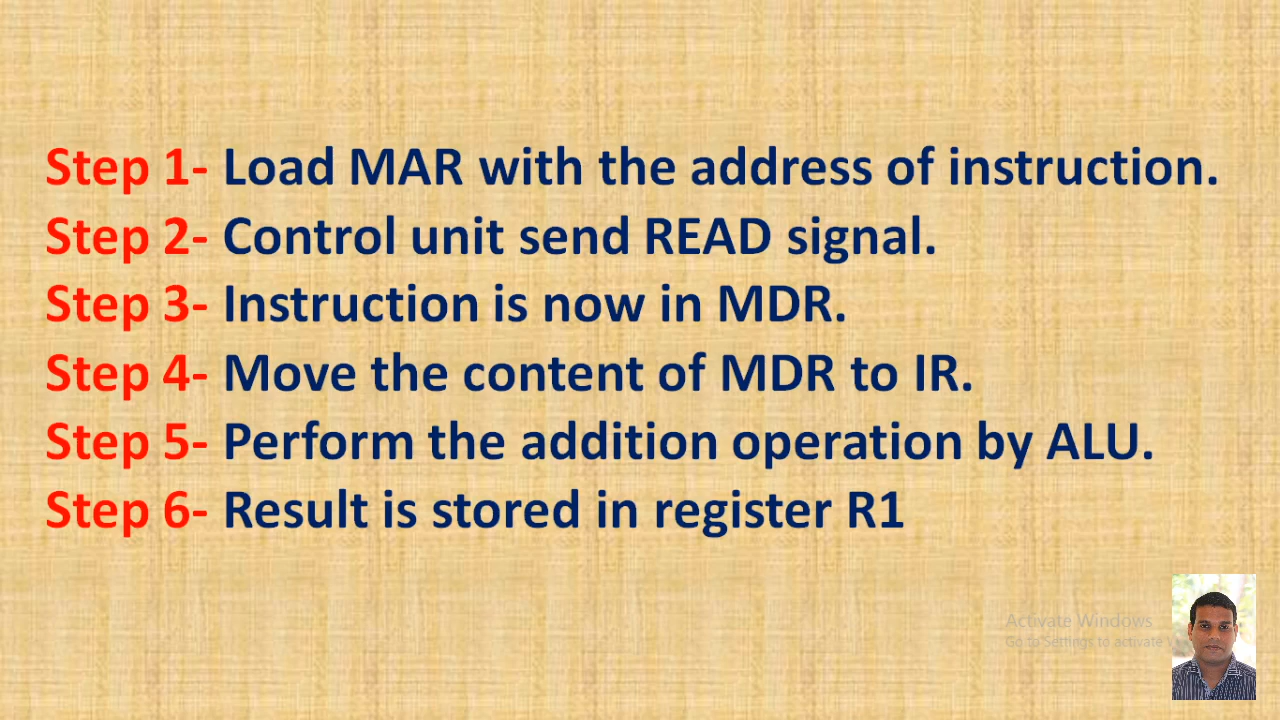 Step 1- Load MAR with the address of instruction.
Step 2- Control unit send READ signal.
Step 3- Instruction is now in MDR.
Step 4- Move the content of MDR to IR.
Step 5- Perform the addition operation by ALU.
Step 6- Result is stored in register R1
Activate Windows
Go to Settings to activate